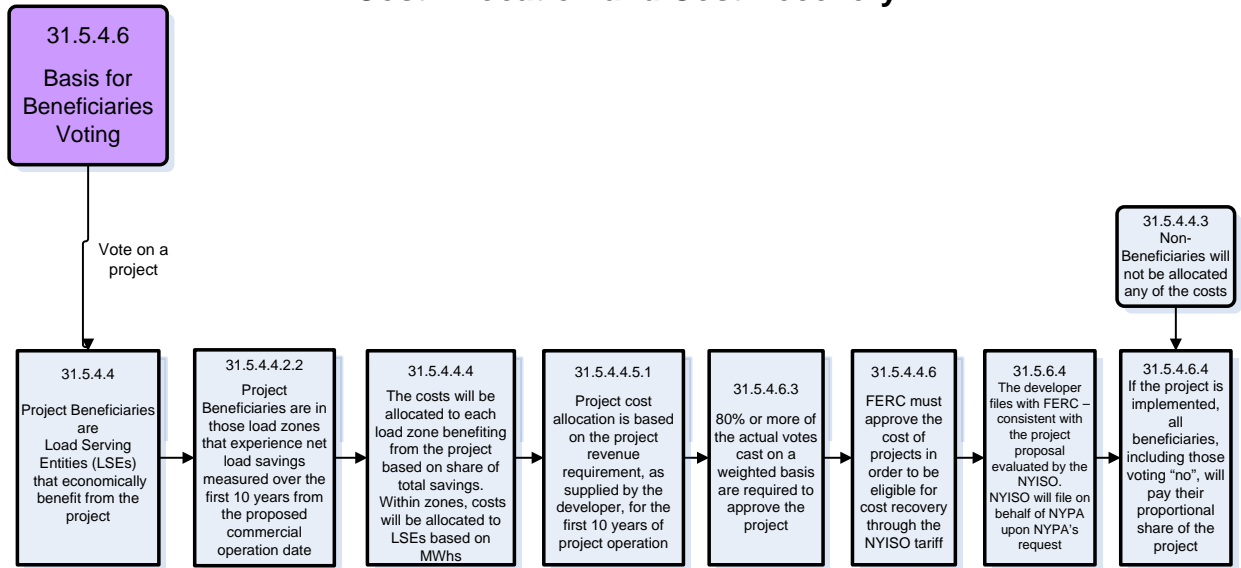 Cost Allocation and Cost Recovery
31.5.4.6
Basis for
Beneficiaries
Voting
Vote on a
project
31.5.4.4.3
Non-
Beneficiaries will
not be allocated
any of the costs
31.5.4.4
Project Beneficiaries
are
Load Serving
Entities (LSEs)
that economically
benefit from the
project
31.5.4.4.2.2
Project
Beneficiaries are in
those load zones
that experience net
load savings
measured over the
first 10 years from
the proposed
commercial
operation date
31.5.4.4.4
The costs will be
allocated to each
load zone benefiting
from the project
based on share of
total savings.
Within zones, costs
will be allocated to
LSEs based on
MWhs
31.5.4.4.5.1
Project cost
allocation is based
on the project
revenue
requirement, as
supplied by the
developer, for the
first 10 years of
project operation
31.5.4.6.3
80% or more of
the actual votes
cast on a
weighted basis
are required to
approve the
project
31.5.4.4.6
FERC must
approve the
cost of
projects in
order to be
eligible for
cost recovery
through the
NYISO tariff
31.5.6.4
The developer
files with FERC –
consistent with
the project
proposal
evaluated by the
NYISO.
NYISO will file on
behalf of NYPA
upon NYPA’s
request
31.5.4.6.4
If the project is
implemented,
all
beneficiaries,
including those
voting “no”, will
pay their
proportional
share of the
project